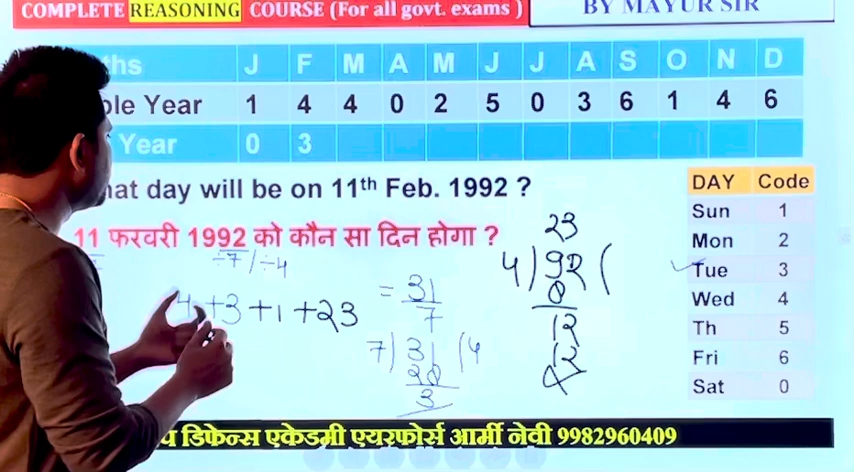 COMPLETE REASONING COURSE (For all govt. exams )
BY MAYUR SIR
J F M A M J J A S O N D
Year 1 4 4 0 2 5 0 3 6 1 4 6
Year 0 3
day will be on 11th Feb. 1992 ?
11 फरवरी 1992 को कौन सा दिन होगा ?
÷7 / ÷4
4 +3 +1 +23
= 31
7
7 ) 31 ( 4
28
3
23
4 ) 92 (
8
12
12
DAY Code
Sun 1
Mon 2
Tue 3
Wed 4
Th 5
Fri 6
Sat 0
डिफेन्स एकेडमी एयरफोर्स आर्मी नेवी 9982960409